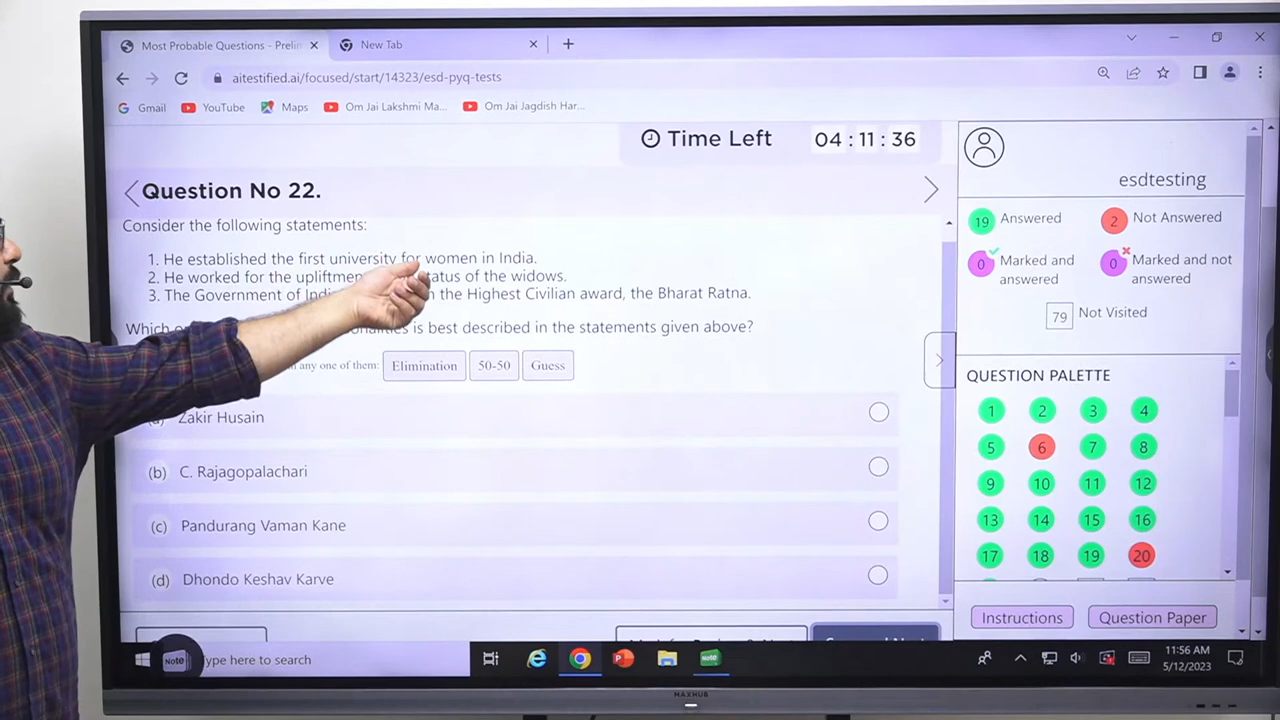 Most Probable Questions - Prelin
New Tab
aitestified.ai/focused/start/14323/esd-pyq-tests
Gmail
YouTube
Maps
Om Jai Lakshmi Ma...
Om Jai Jagdish Har...
Time Left 04 : 11 : 36
Question No 22.
Consider the following statements:
1. He established the first university for women in India.
2. He worked for the upliftmen tatus of the widows.
3. The Government of Indi the Highest Civilian award, the Bharat Ratna.
Which is best described in the statements given above?
any one of them: Elimination 50-50 Guess
Zakir Husain
(b) C. Rajagopalachari
(c) Pandurang Vaman Kane
(d) Dhondo Keshav Karve
esdtesting
19 Answered
2 Not Answered
0 Marked and answered
0 Marked and not answered
79 Not Visited
QUESTION PALETTE
1 2 3 4
5 6 7 8
9 10 11 12
13 14 15 16
17 18 19 20
Instructions
Question Paper
Note
ype here to search
Note
11:56 AM
5/12/2023
MAXHUB